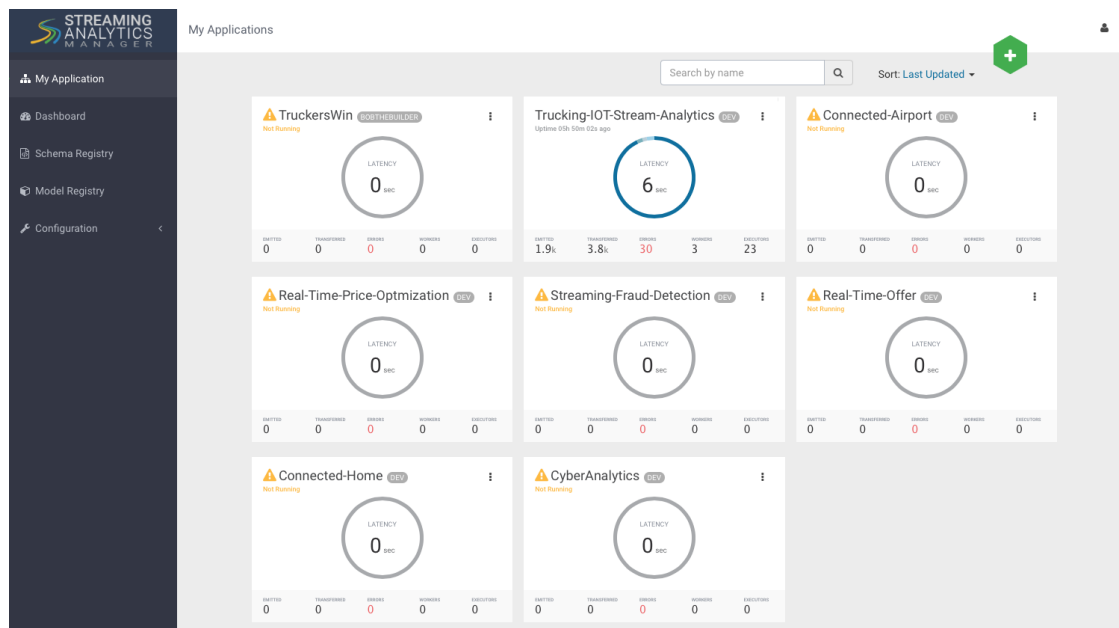 STREAMING
ANALYTICS
MANAGER
My Applications
My Application
Dashboard
Schema Registry
Model Registry
Configuration
Search by name
Sort: Last Updated
TruckersWin BOBTHEBUILDER
Not Running
LATENCY
0 sec
EMITTED TRANSFERRED ERRORS WORKERS EXECUTORS
0 0 0 0 0
Trucking-IOT-Stream-Analytics DEV
Uptime 05h 50m 02s ago
LATENCY
6 sec
EMITTED TRANSFERRED ERRORS WORKERS EXECUTORS
1.9k 3.8k 30 3 23
Connected-Airport DEV
Not Running
LATENCY
0 sec
EMITTED TRANSFERRED ERRORS WORKERS EXECUTORS
0 0 0 0 0
Real-Time-Price-Optmization DEV
Not Running
LATENCY
0 sec
EMITTED TRANSFERRED ERRORS WORKERS EXECUTORS
0 0 0 0 0
Streaming-Fraud-Detection DEV
Not Running
LATENCY
0 sec
EMITTED TRANSFERRED ERRORS WORKERS EXECUTORS
0 0 0 0 0
Real-Time-Offer DEV
Not Running
LATENCY
0 sec
EMITTED TRANSFERRED ERRORS WORKERS EXECUTORS
0 0 0 0 0
Connected-Home DEV
Not Running
LATENCY
0 sec
EMITTED TRANSFERRED ERRORS WORKERS EXECUTORS
0 0 0 0 0
CyberAnalytics DEV
Not Running
LATENCY
0 sec
EMITTED TRANSFERRED ERRORS WORKERS EXECUTORS
0 0 0 0 0